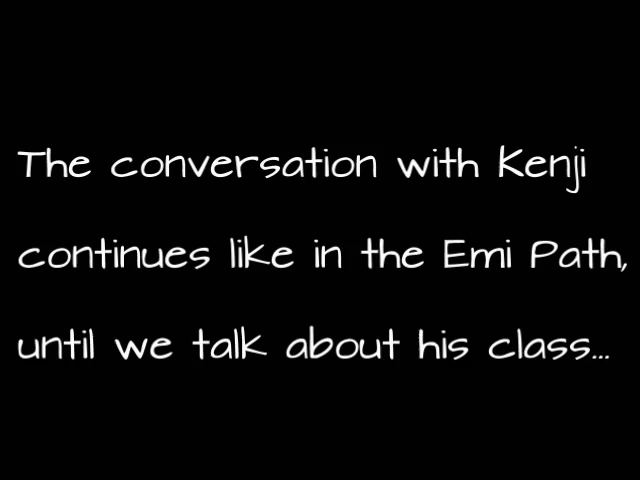 The conversation with Kenji
continues like in the Emi Path,
until we talk about his class...